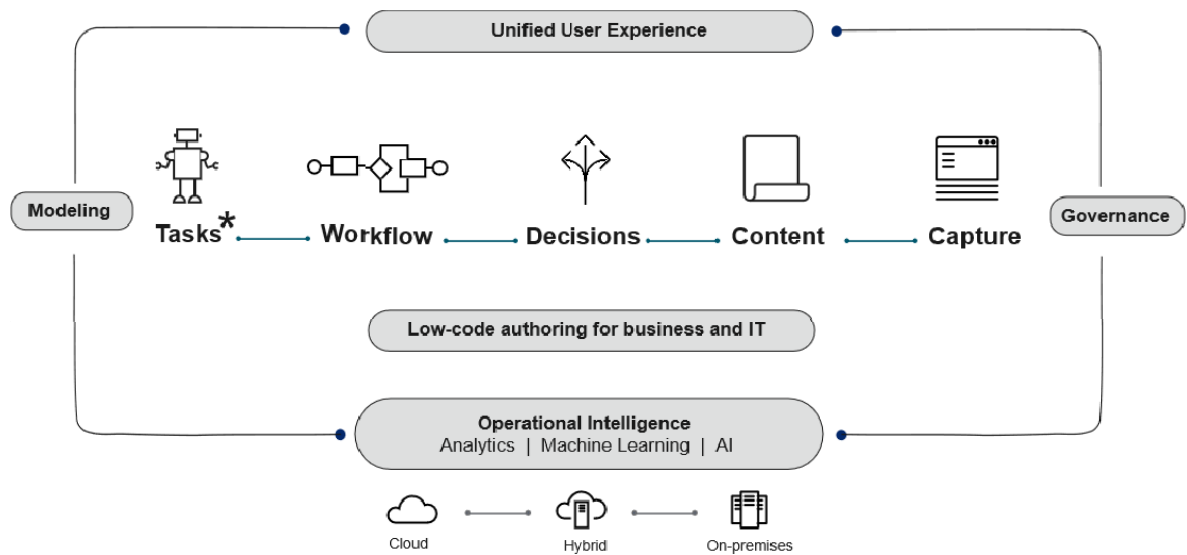 Unified User Experience
Modeling
Tasks*
Workflow
Decisions
Content
Capture
Governance
Low-code authoring for business and IT
Operational Intelligence
Analytics | Machine Learning | AI
Cloud
Hybrid
On-premises